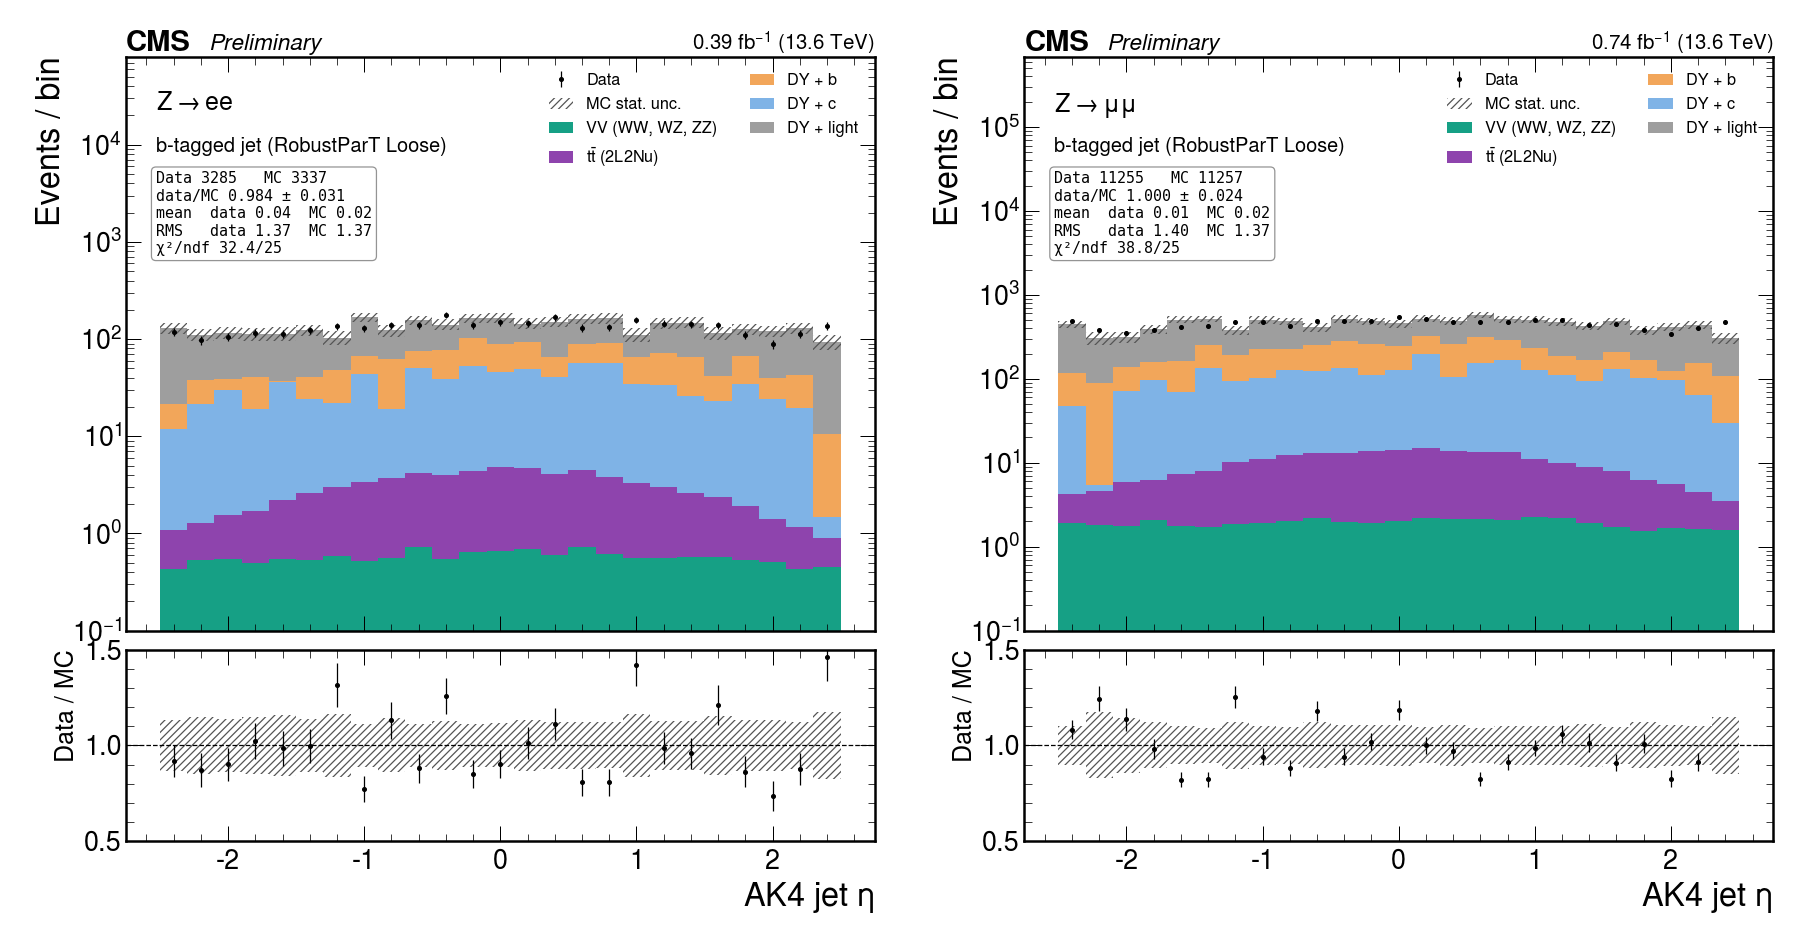 CMS Preliminary 0.39 fb⁻¹ (13.6 TeV)
Events / bin
Z → ee
b-tagged jet (RobustParT Loose)
Data 3285 MC 3337
data/MC 0.984 ± 0.031
mean data 0.04 MC 0.02
RMS data 1.37 MC 1.37
χ²/ndf 32.4/25
Data
MC stat. unc.
VV (WW, WZ, ZZ)
tt̄ (2L2Nu)
DY + b
DY + c
DY + light
10⁴
10³
10²
10¹
10⁰
10⁻¹
Data / MC
1.5
1.0
0.5
-2 -1 0 1 2
AK4 jet η
CMS Preliminary 0.74 fb⁻¹ (13.6 TeV)
Events / bin
Z → μμ
b-tagged jet (RobustParT Loose)
Data 11255 MC 11257
data/MC 1.000 ± 0.024
mean data 0.01 MC 0.02
RMS data 1.40 MC 1.37
χ²/ndf 38.8/25
Data
MC stat. unc.
VV (WW, WZ, ZZ)
tt̄ (2L2Nu)
DY + b
DY + c
DY + light
10⁵
10⁴
10³
10²
10¹
10⁰
10⁻¹
Data / MC
1.5
1.0
0.5
-2 -1 0 1 2
AK4 jet η